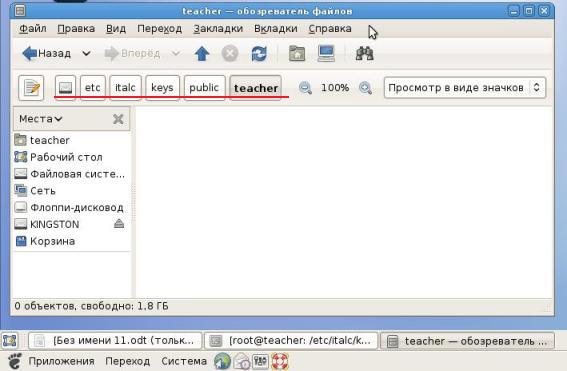 teacher — обозреватель файлов
Файл Правка Вид Переход Закладки Вкладки Справка
Назад Вперёд
etc italc keys public teacher 100% Просмотр в виде значков
Места
teacher
Рабочий стол
Файловая систе...
Сеть
Флоппи-дисковод
KINGSTON
Корзина
0 объектов, свободно: 1,8 ГБ
[Без имени 11.odt (тольк... [root@teacher: /etc/italc/k... teacher — обозреватель ...
Приложения Переход Система